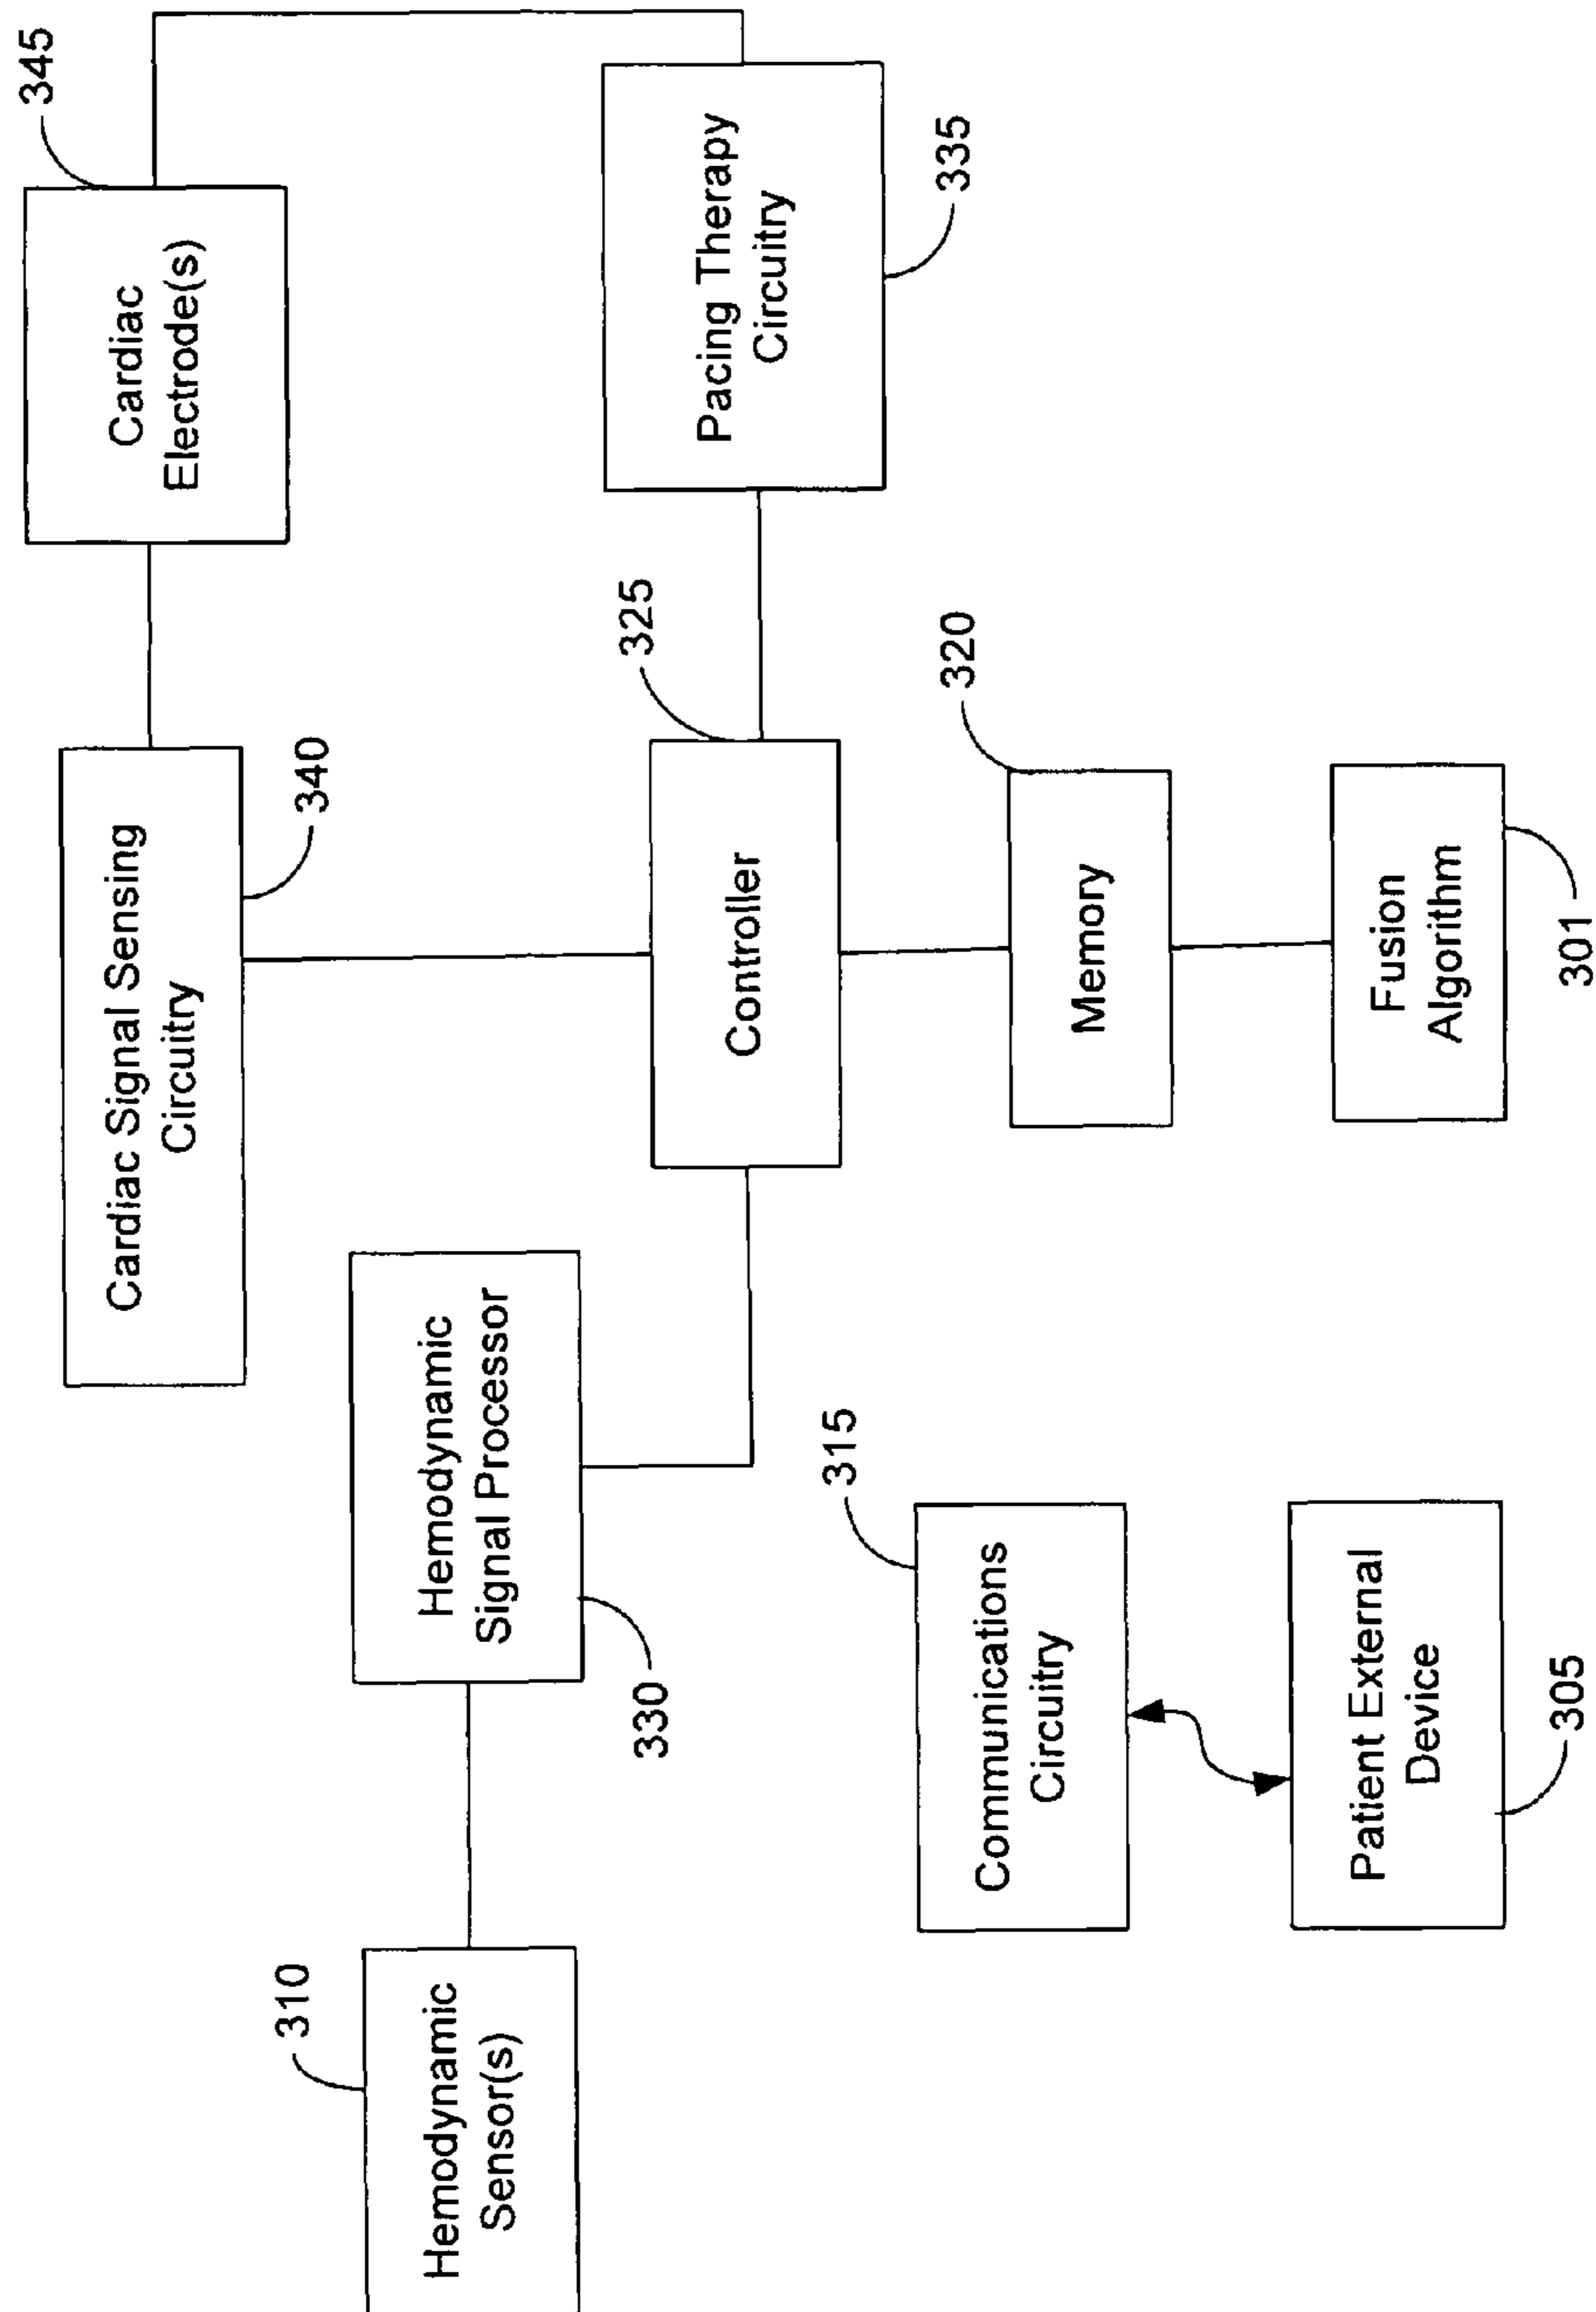 345
Cardiac
Electrode(s)
Cardiac Signal Sensing
Circuitry
340
Pacing Therapy
Circuitry
335
325
Controller
Hemodynamic
Signal Processor
330
310
Hemodynamic
Sensor(s)
320
Memory
Fusion
Algorithm
301
315
Communications
Circuitry
Patient External
Device
305